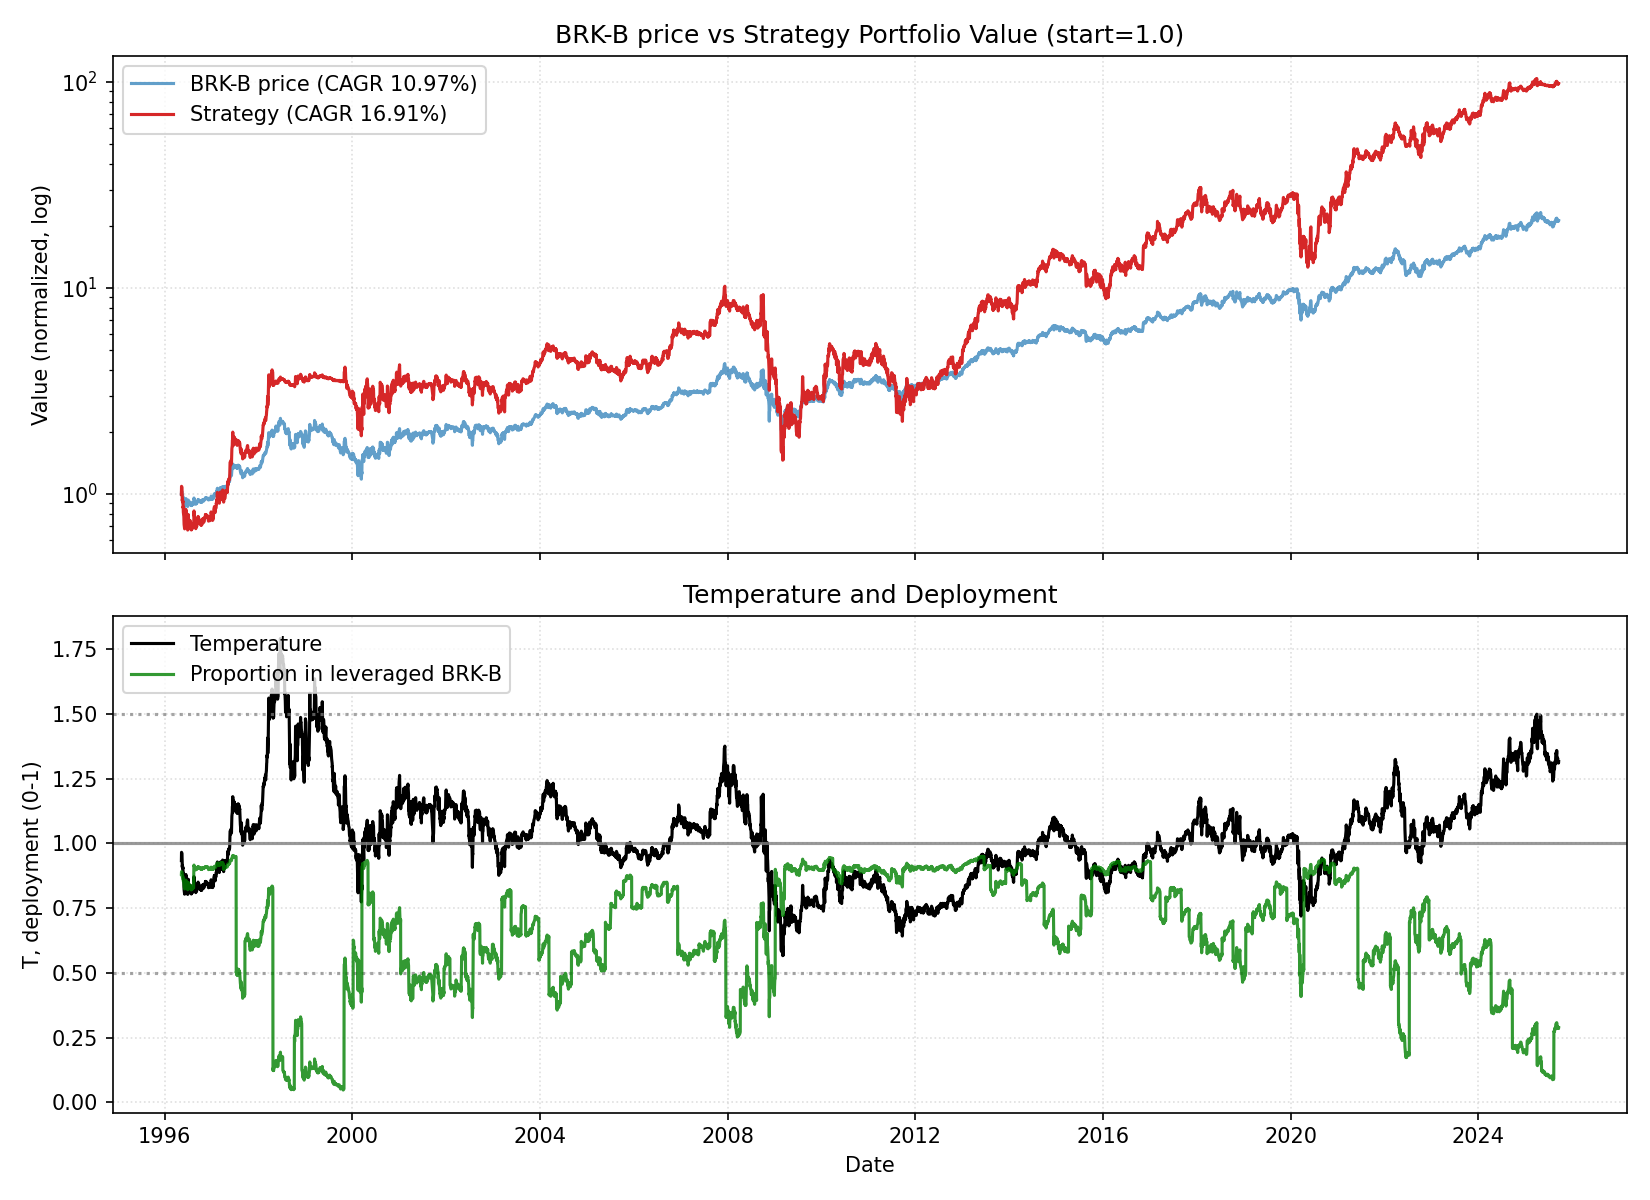 BRK-B price vs Strategy Portfolio Value (start=1.0)
BRK-B price (CAGR 10.97%)
Strategy (CAGR 16.91%)
Value (normalized, log)
10²
10¹
10⁰
Temperature and Deployment
Temperature
Proportion in leveraged BRK-B
T, deployment (0-1)
1.75
1.50
1.25
1.00
0.75
0.50
0.25
0.00
1996 2000 2004 2008 2012 2016 2020 2024
Date